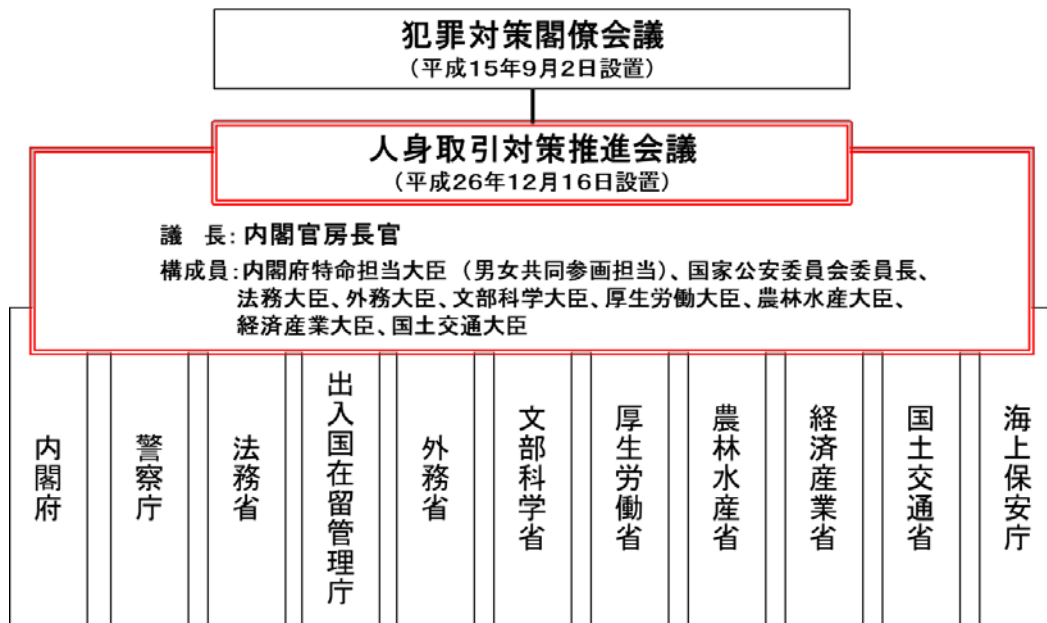 犯罪対策閣僚会議
（平成15年9月2日設置）
人身取引対策推進会議
（平成26年12月16日設置）
議　長：内閣官房長官
構成員：内閣府特命担当大臣（男女共同参画担当）、国家公安委員会委員長、
法務大臣、外務大臣、文部科学大臣、厚生労働大臣、農林水産大臣、
経済産業大臣、国土交通大臣
内閣府
警察庁
法務省
出入国在留管理庁
外務省
文部科学省
厚生労働省
農林水産省
経済産業省
国土交通省
海上保安庁